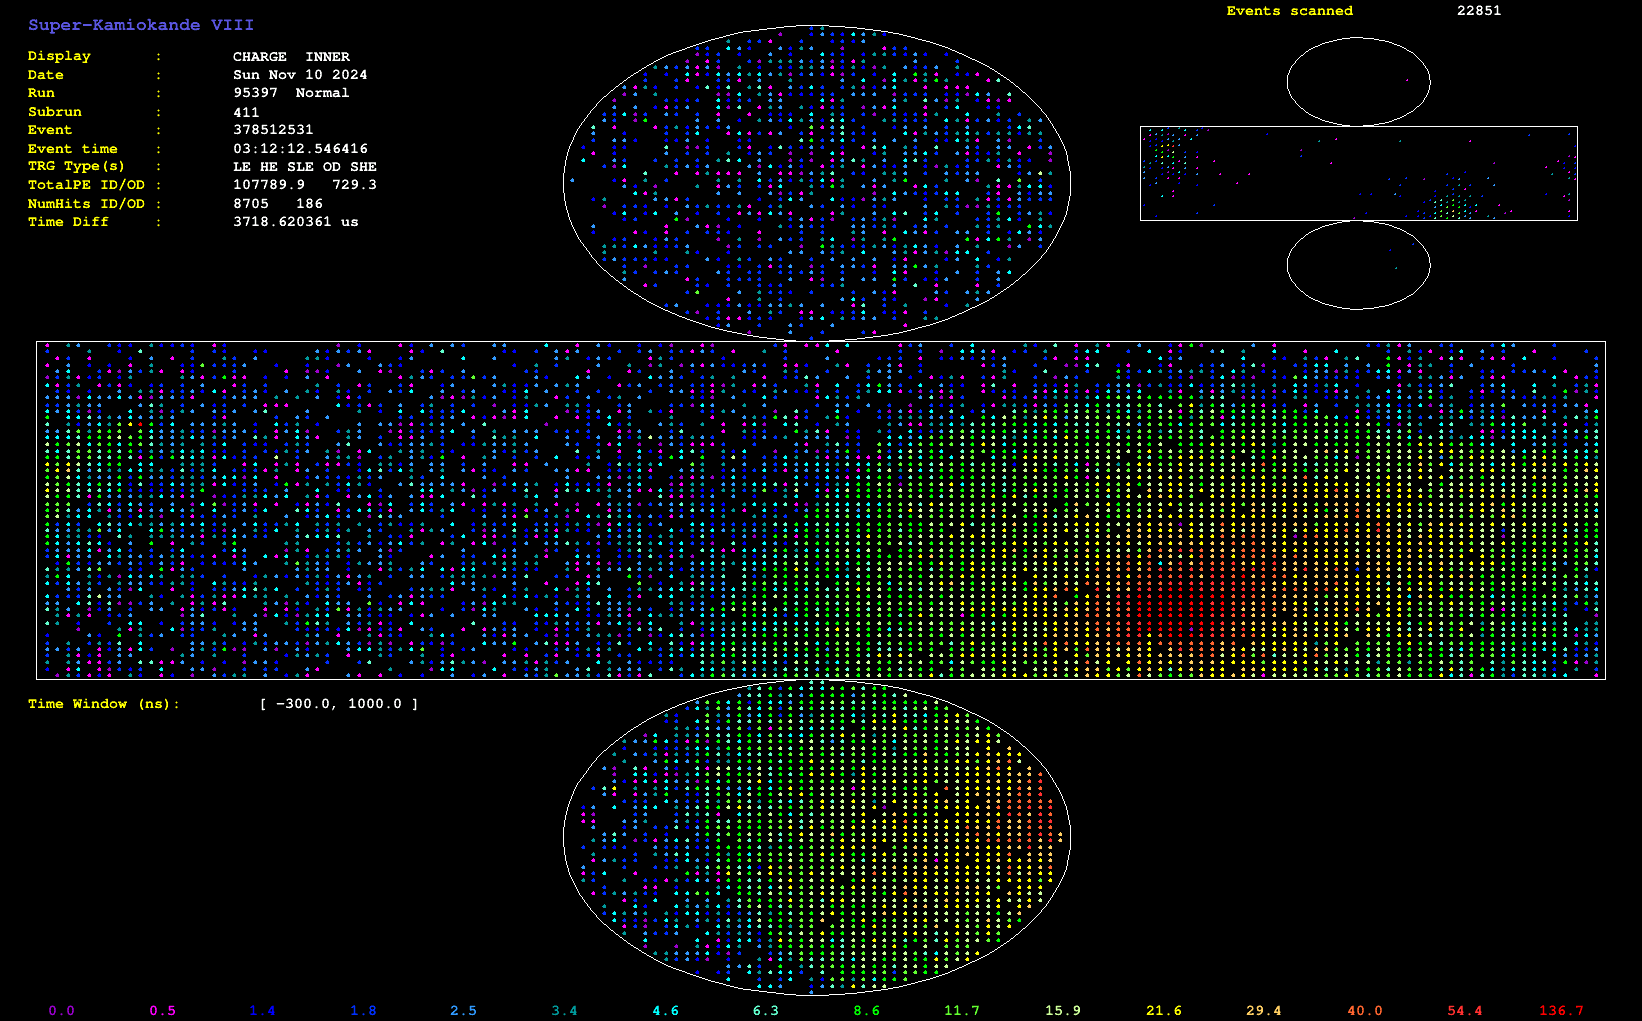 Super-Kamiokande VIII
Events scanned 22851
Display : CHARGE INNER
Date : Sun Nov 10 2024
Run : 95397 Normal
Subrun : 411
Event : 378512531
Event time : 03:12:12.546416
TRG Type(s) : LE HE SLE OD SHE
TotalPE ID/OD : 107789.9 729.3
NumHits ID/OD : 8705 186
Time Diff : 3718.620361 us
Time Window (ns): [ -300.0, 1000.0 ]
0.0 0.5 1.4 1.8 2.5 3.4 4.6 6.3 8.6 11.7 15.9 21.6 29.4 40.0 54.4 136.7